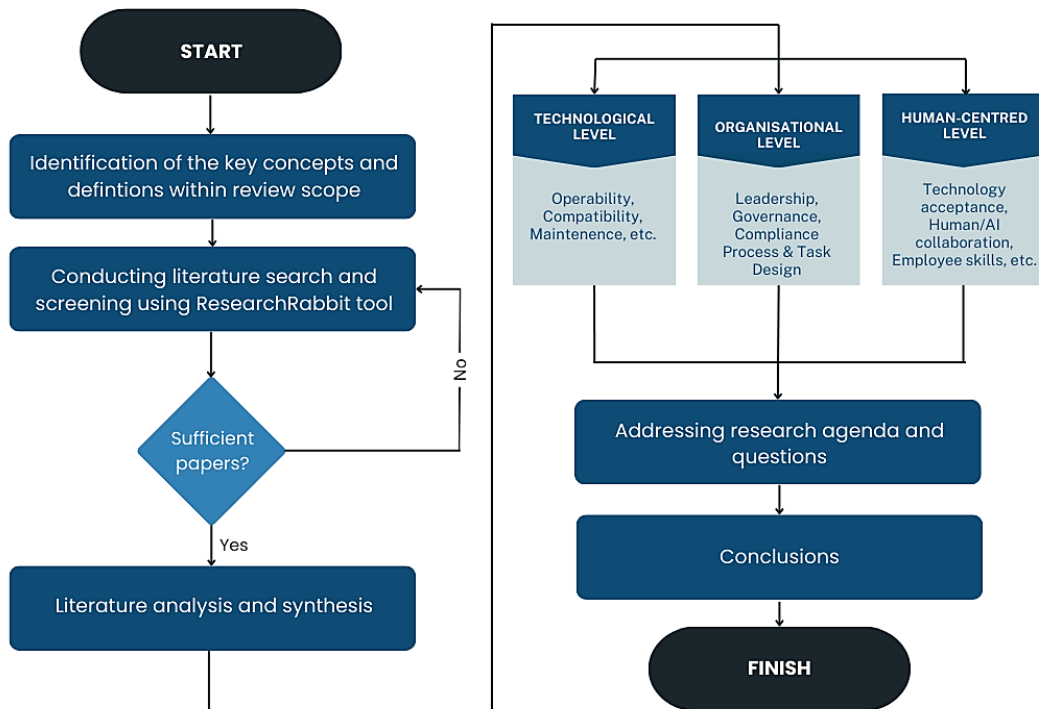 START
Identification of the key concepts and
defintions within review scope
Conducting literature search and
screening using ResearchRabbit tool
No
Sufficient
papers?
Yes
Literature analysis and synthesis
TECHNOLOGICAL
LEVEL
Operability,
Compatibility,
Maintenence, etc.
ORGANISATIONAL
LEVEL
Leadership,
Governance,
Compliance
Process & Task
Design
HUMAN-CENTRED
LEVEL
Technology
acceptance,
Human/AI
collaboration,
Employee skills, etc.
Addressing research agenda and
questions
Conclusions
FINISH